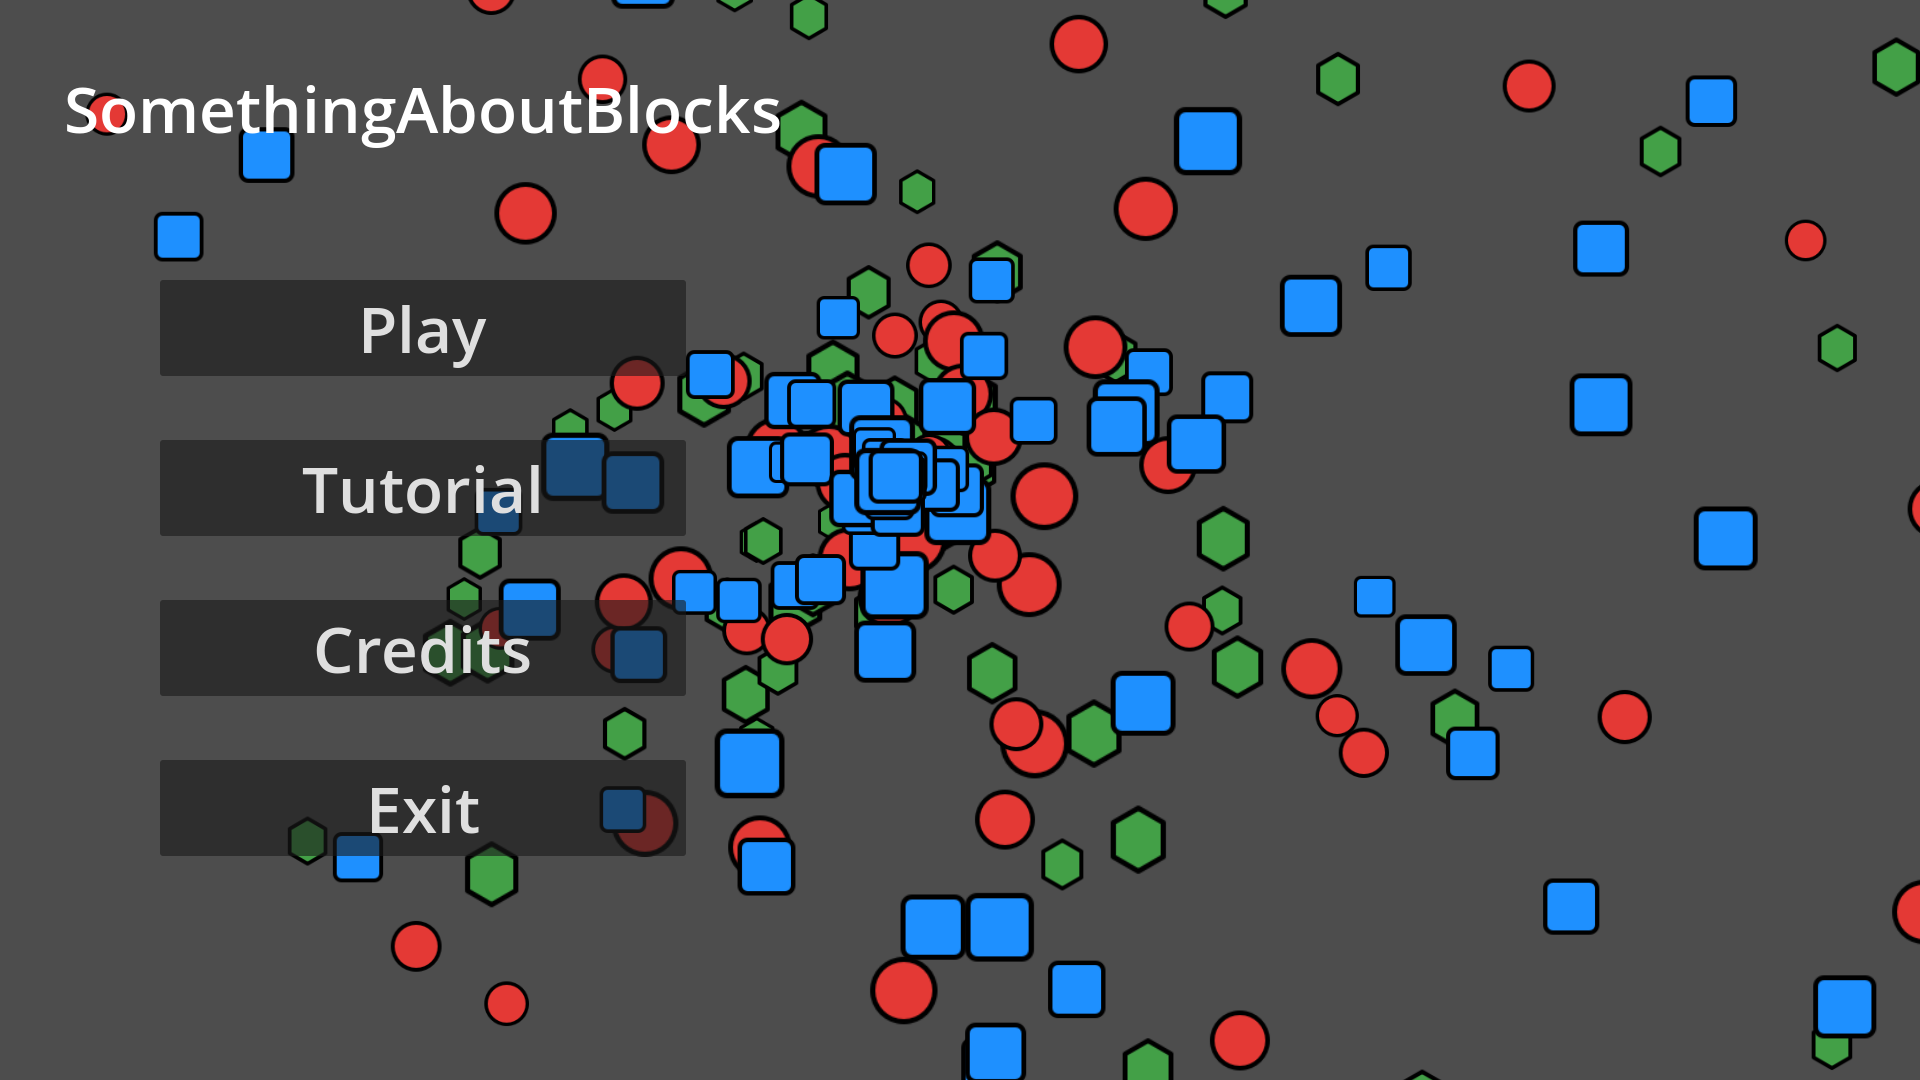 SomethingAboutBlocks
Play
Tutorial
Credits
Exit